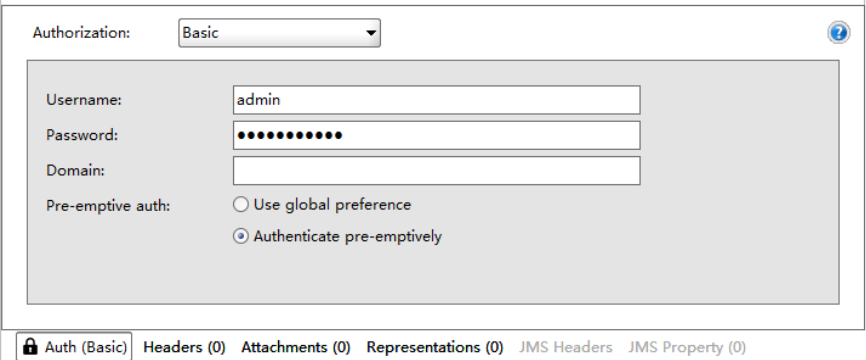 Authorization: Basic
Username: admin
Password: ●●●●●●●●●●●
Domain:
Pre-emptive auth: Use global preference
Authenticate pre-emptively
Auth (Basic) Headers (0) Attachments (0) Representations (0) JMS Headers JMS Property (0)